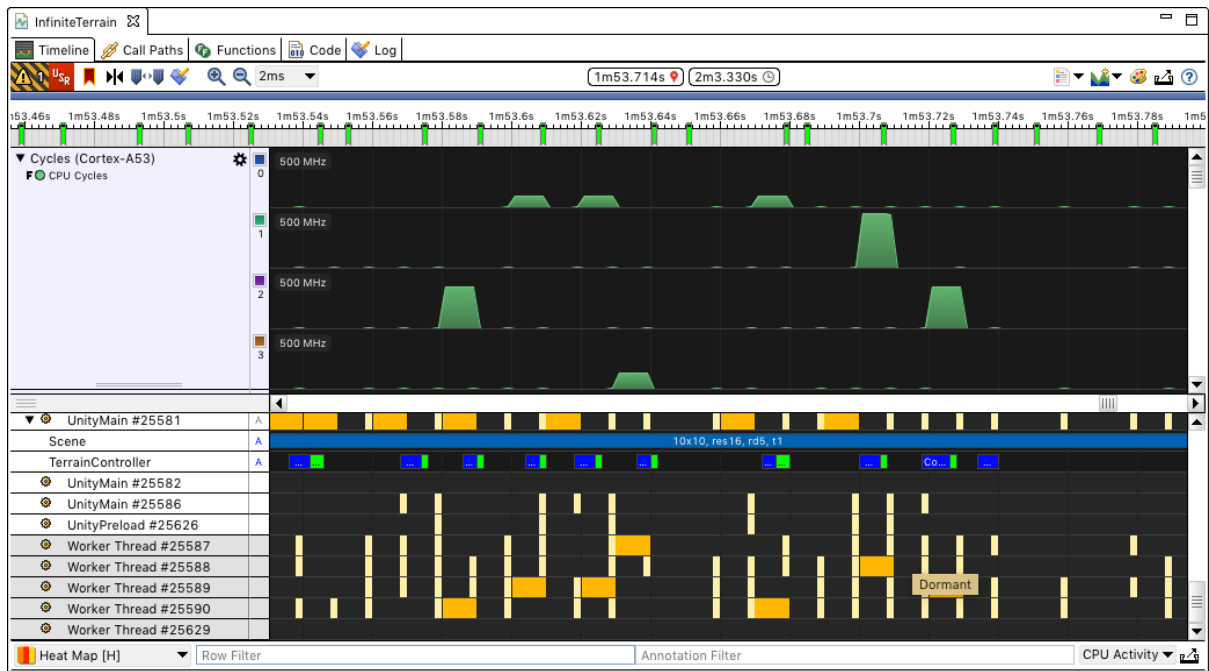 InfiniteTerrain
Timeline Call Paths Functions Code Log
1 USR 2ms 1m53.714s 2m3.330s
1m53.46s 1m53.48s 1m53.5s 1m53.52s 1m53.54s 1m53.56s 1m53.58s 1m53.6s 1m53.62s 1m53.64s 1m53.66s 1m53.68s 1m53.7s 1m53.72s 1m53.74s 1m53.76s 1m53.78s 1m5
Cycles (Cortex-A53) 0 500 MHz
F CPU Cycles
1 500 MHz
2 500 MHz
3 500 MHz
UnityMain #25581 A
Scene A 10x10, res16, rd5, t1
TerrainController A ... ... ... ... ... ... ... ... ... ... Co... ...
UnityMain #25582
UnityMain #25586
UnityPreload #25626
Worker Thread #25587
Worker Thread #25588
Worker Thread #25589 Dormant
Worker Thread #25590
Worker Thread #25629
Heat Map [H] Row Filter Annotation Filter CPU Activity